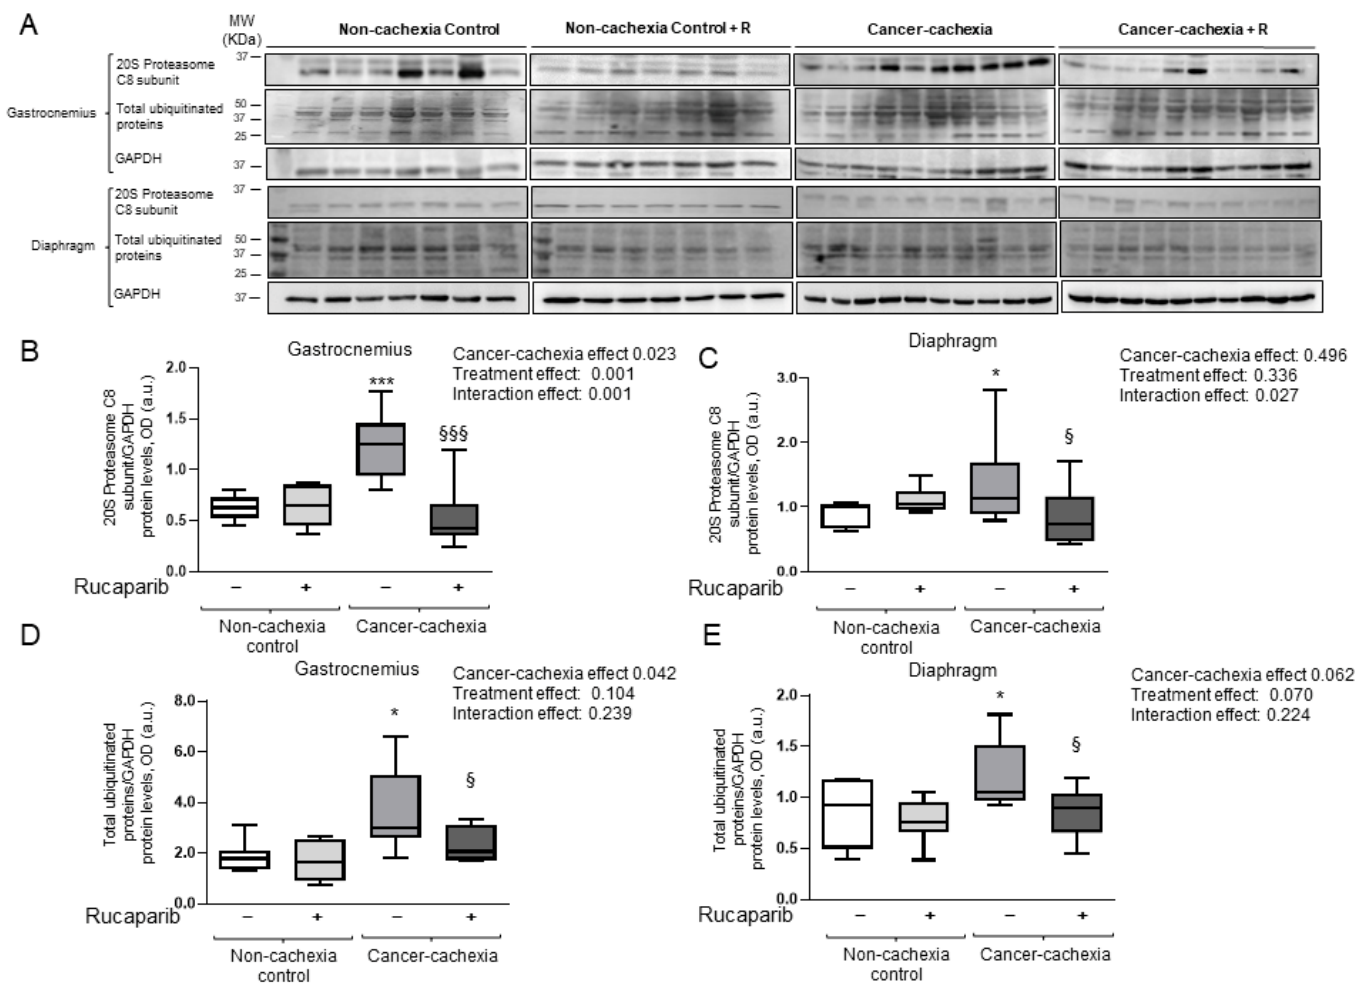 A
MW
(KDa)
Non-cachexia Control
Non-cachexia Control + R
Cancer-cachexia
Cancer-cachexia + R
Gastrocnemius
20S Proteasome
C8 subunit
37
Total ubiquitinated
proteins
50
37
25
GAPDH
37
Diaphragm
20S Proteasome
C8 subunit
37
Total ubiquitinated
proteins
50
37
25
GAPDH
37
B
Gastrocnemius
Cancer-cachexia effect 0.023
Treatment effect: 0.001
Interaction effect: 0.001
20S Proteasome C8
subunit/GAPDH
protein levels, OD (a.u.)
2.0
1.5
1.0
0.5
0.0
***
§§§
Rucaparib
– + – +
Non-cachexia
control
Cancer-cachexia
C
Diaphragm
Cancer-cachexia effect: 0.496
Treatment effect: 0.336
Interaction effect: 0.027
20S Proteasome C8
subunit/GAPDH
protein levels, OD (a.u.)
3.0
2.0
1.0
0.0
*
§
Rucaparib
– + – +
Non-cachexia
control
Cancer-cachexia
D
Gastrocnemius
Cancer-cachexia effect 0.042
Treatment effect: 0.104
Interaction effect: 0.239
Total ubiquitinated
proteins/GAPDH
protein levels, OD (a.u.)
8.0
6.0
4.0
2.0
0.0
*
§
Rucaparib
– + – +
Non-cachexia
control
Cancer-cachexia
E
Diaphragm
Cancer-cachexia effect 0.062
Treatment effect: 0.070
Interaction effect: 0.224
Total ubiquitinated
proteins/GAPDH
protein levels, OD (a.u.)
2.0
1.5
1.0
0.5
0.0
*
§
Rucaparib
– + – +
Non-cachexia
control
Cancer-cachexia